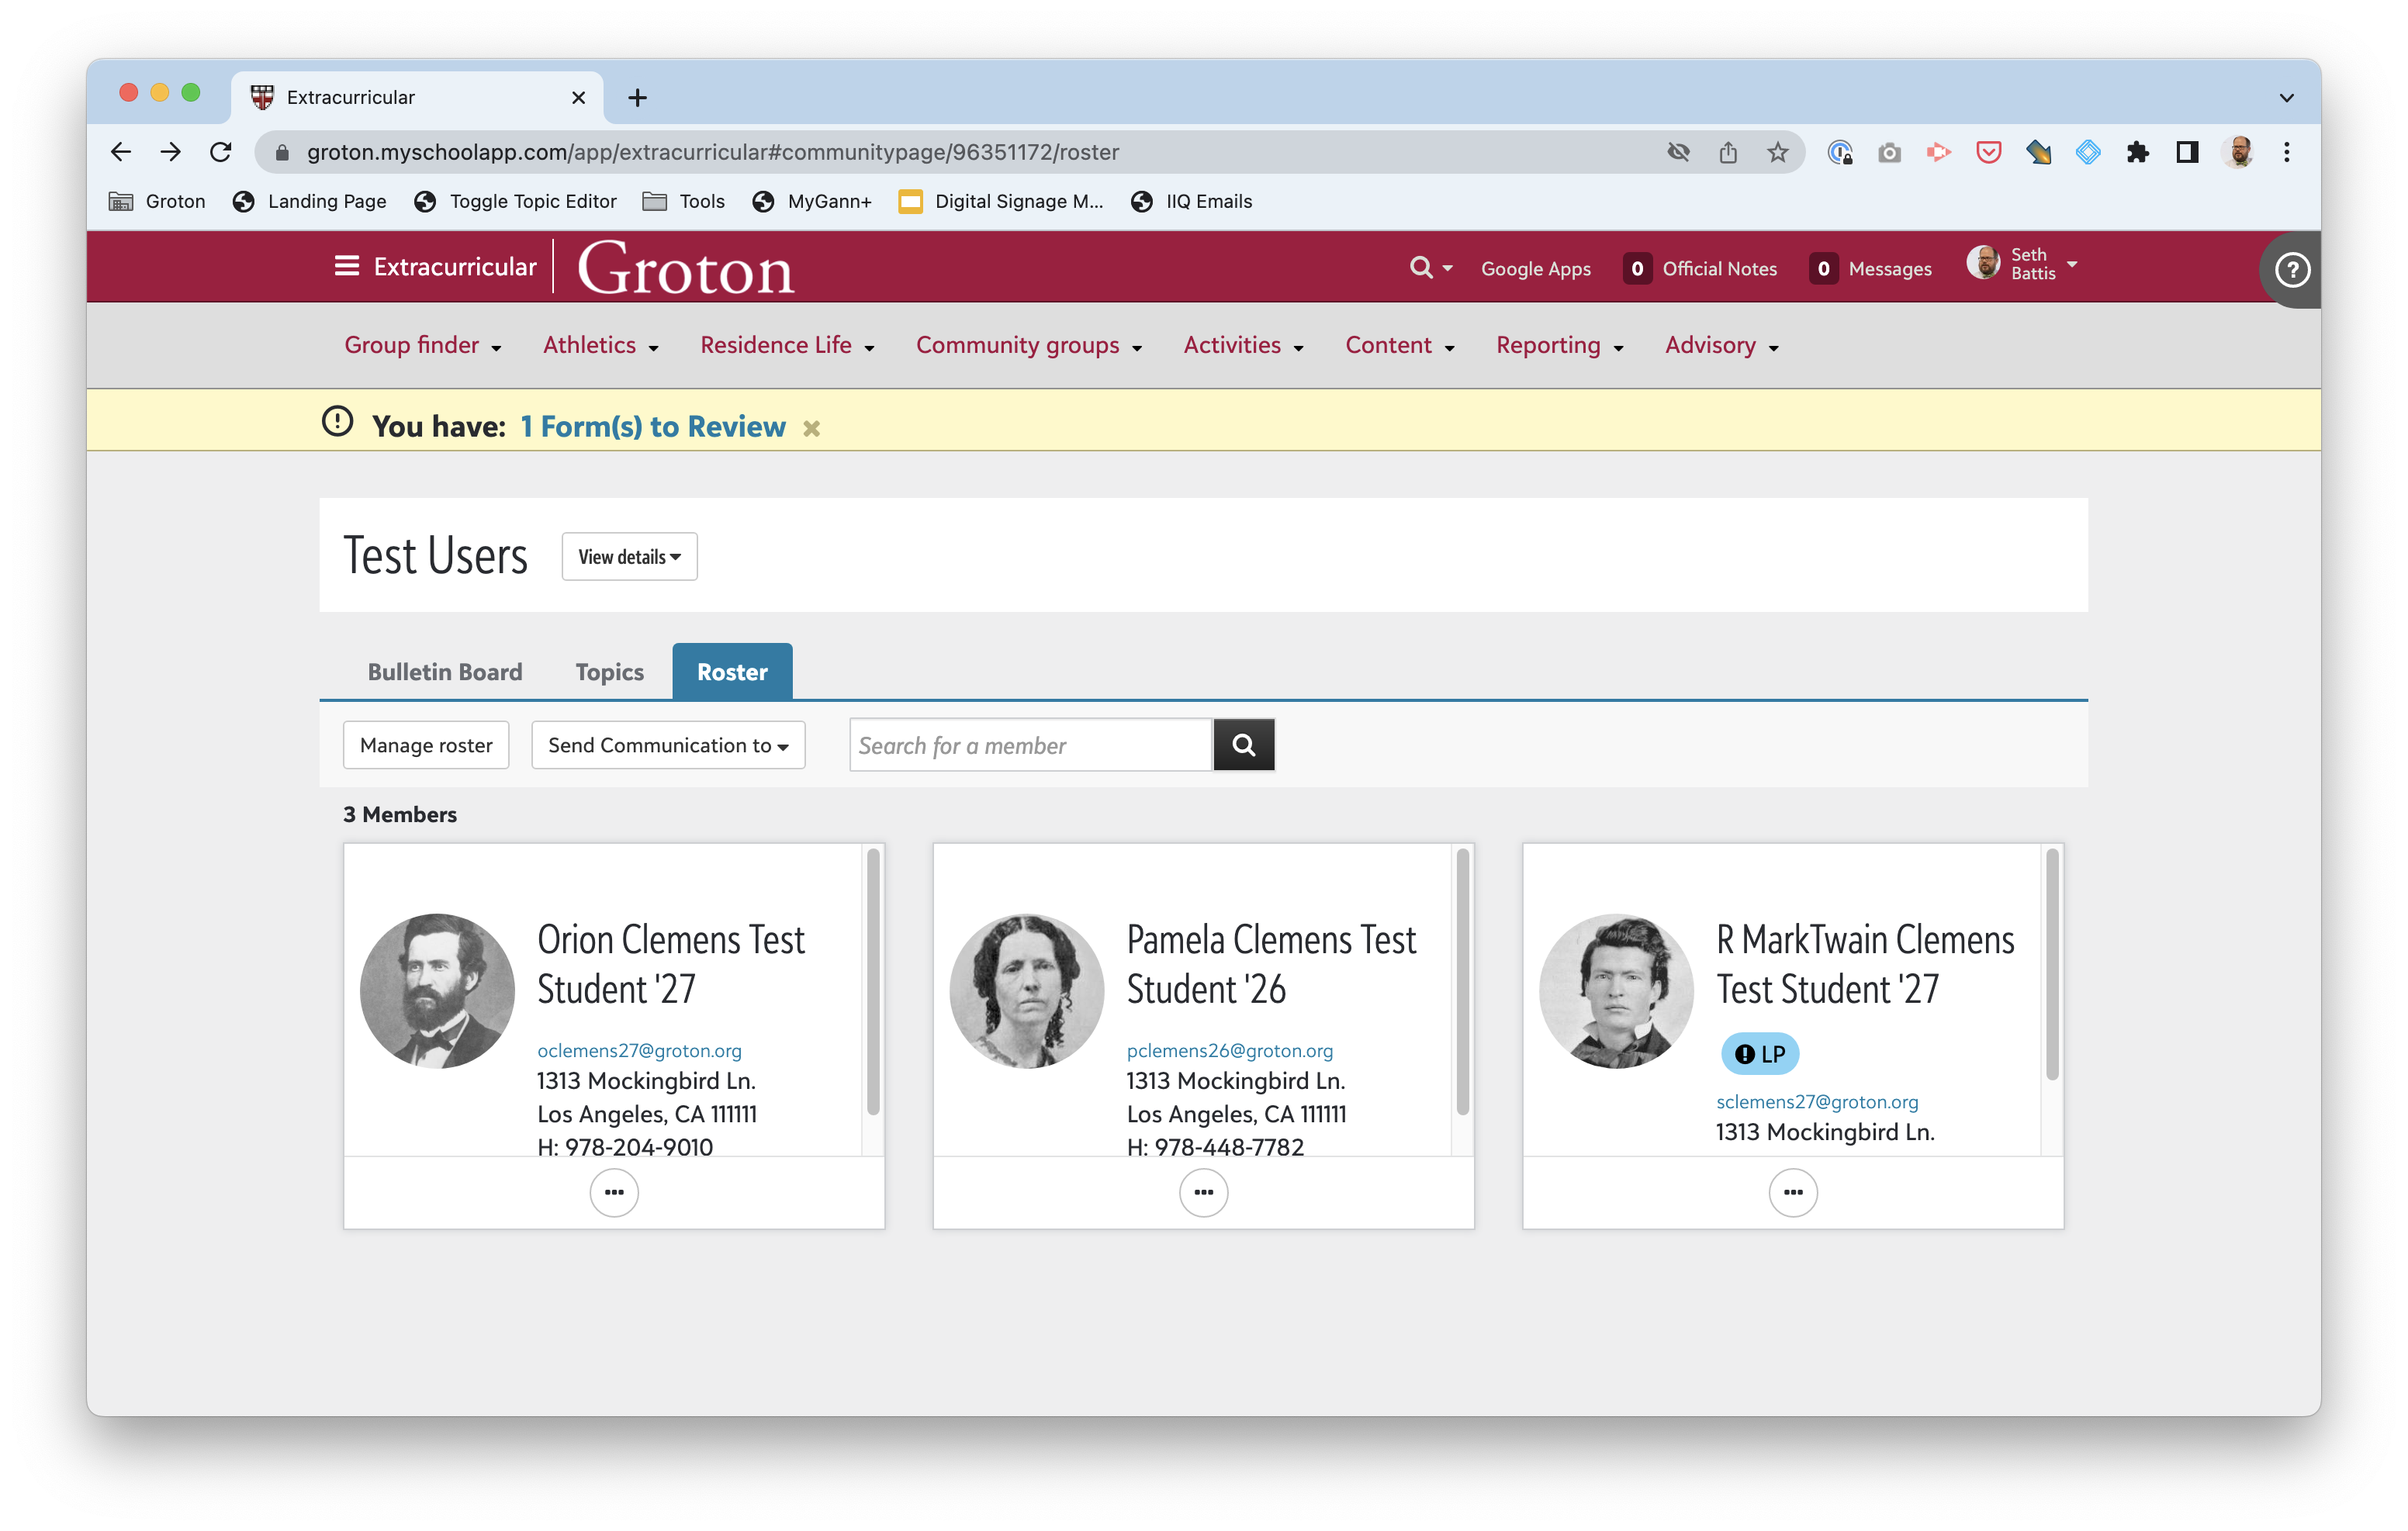 Extracurricular
groton.myschoolapp.com/app/extracurricular#communitypage/96351172/roster
Groton Landing Page Toggle Topic Editor Tools MyGann+ Digital Signage M... IIQ Emails
Extracurricular Groton Google Apps 0 Official Notes 0 Messages Seth Battis ?
Group finder Athletics Residence Life Community groups Activities Content Reporting Advisory
You have: 1 Form(s) to Review
Test Users View details
Bulletin Board Topics Roster
Manage roster Send Communication to Search for a member
3 Members
Orion Clemens Test
Student '27
oclemens27@groton.org
1313 Mockingbird Ln.
Los Angeles, CA 111111
H: 978-204-9010
Pamela Clemens Test
Student '26
pclemens26@groton.org
1313 Mockingbird Ln.
Los Angeles, CA 111111
H: 978-448-7782
R MarkTwain Clemens
Test Student '27
LP
sclemens27@groton.org
1313 Mockingbird Ln.